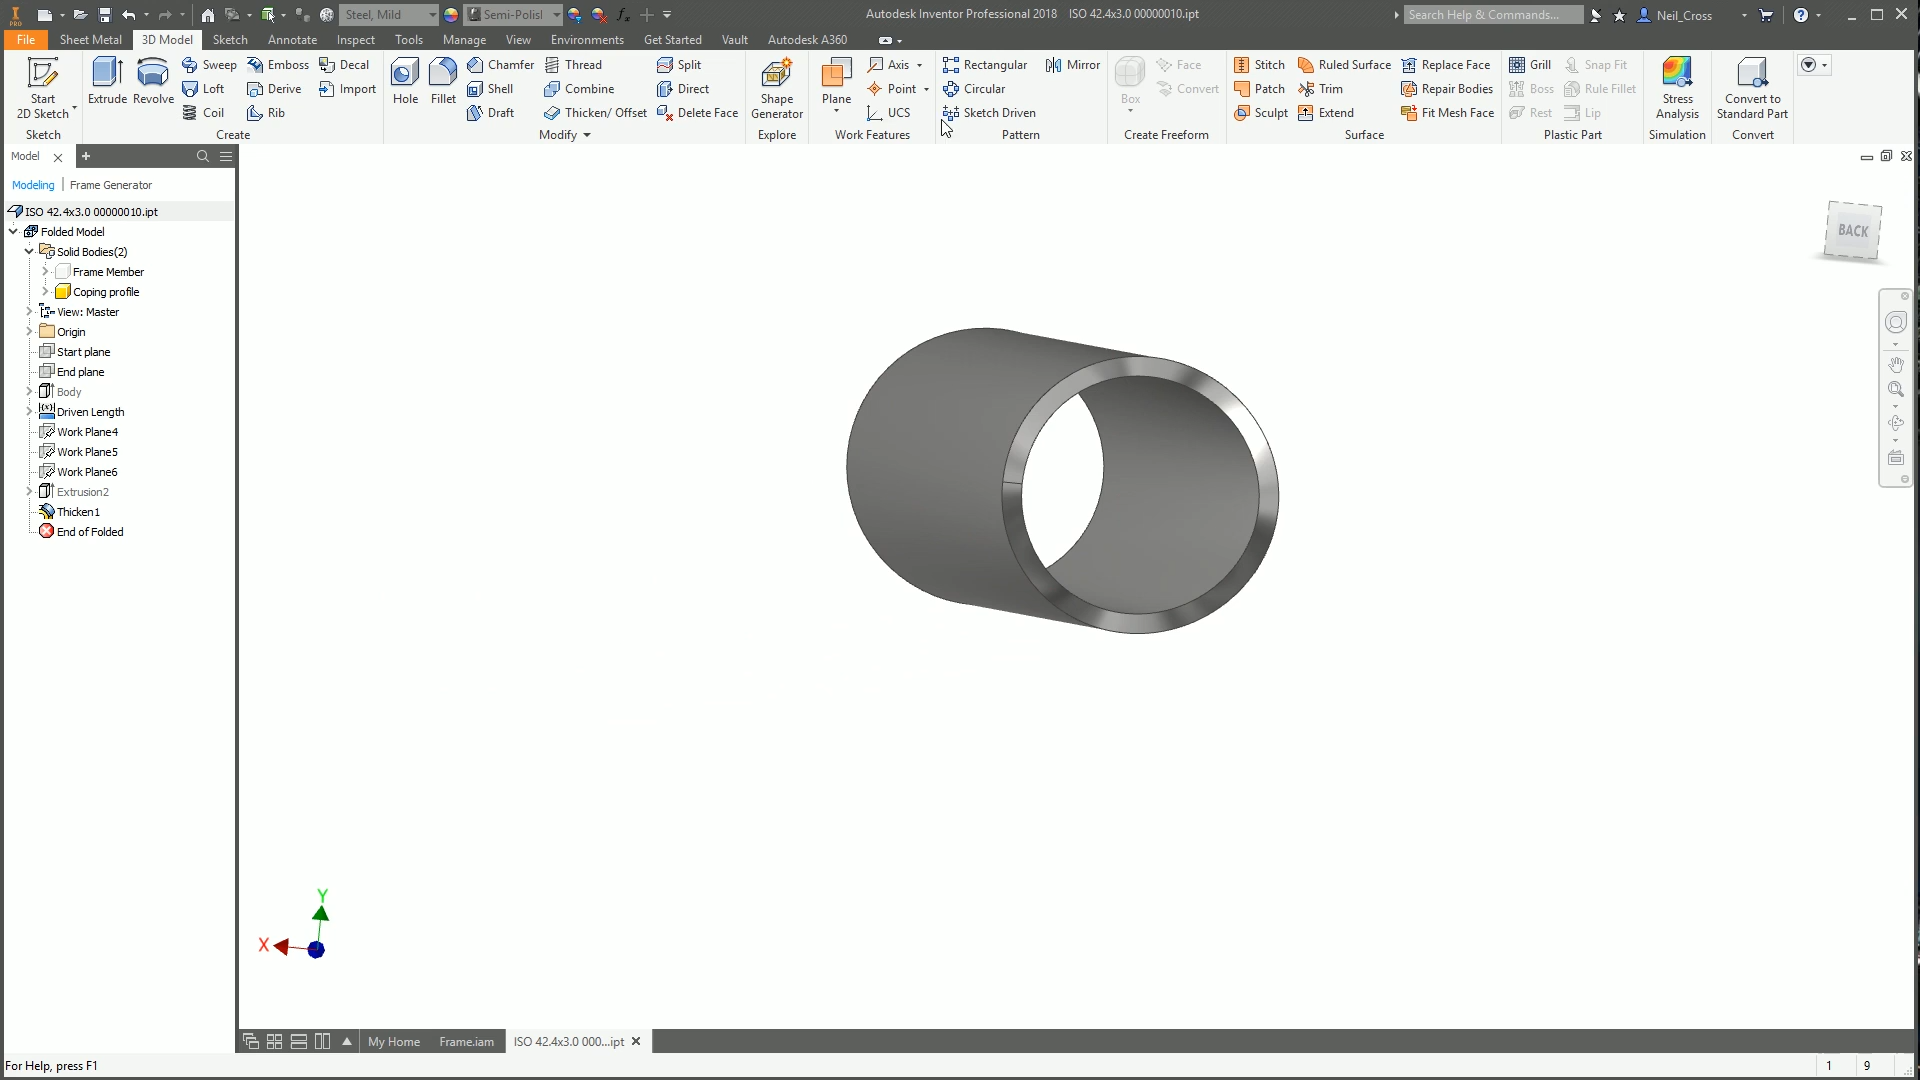 Steel, Mild
Semi-Polisl
Autodesk Inventor Professional 2018 ISO 42.4x3.0 00000010.ipt
Search Help & Commands...
Neil_Cross
File Sheet Metal 3D Model Sketch Annotate Inspect Tools Manage View Environments Get Started Vault Autodesk A360
Sweep Emboss Decal Chamfer Thread Split Axis Rectangular Mirror Face Stitch Ruled Surface Replace Face Grill Snap Fit
Loft Derive Import Shell Combine Direct Point Circular Convert Patch Trim Repair Bodies Boss Rule Fillet
Start 2D Sketch Extrude Revolve Hole Fillet Shape Generator Plane Box Stress Analysis Convert to Standard Part
Coil Rib Draft Thicken/ Offset Delete Face UCS Sketch Driven Sculpt Extend Fit Mesh Face Rest Lip
Sketch Create Modify Explore Work Features Pattern Create Freeform Surface Plastic Part Simulation Convert
Model
Modeling Frame Generator
ISO 42.4x3.0 00000010.ipt
Folded Model
Solid Bodies(2)
Frame Member
Coping profile
View: Master
Origin
Start plane
End plane
Body
Driven Length
Work Plane4
Work Plane5
Work Plane6
Extrusion2
Thicken1
End of Folded
BACK
Y
X
My Home Frame.iam ISO 42.4x3.0 000...ipt
For Help, press F1
1 9